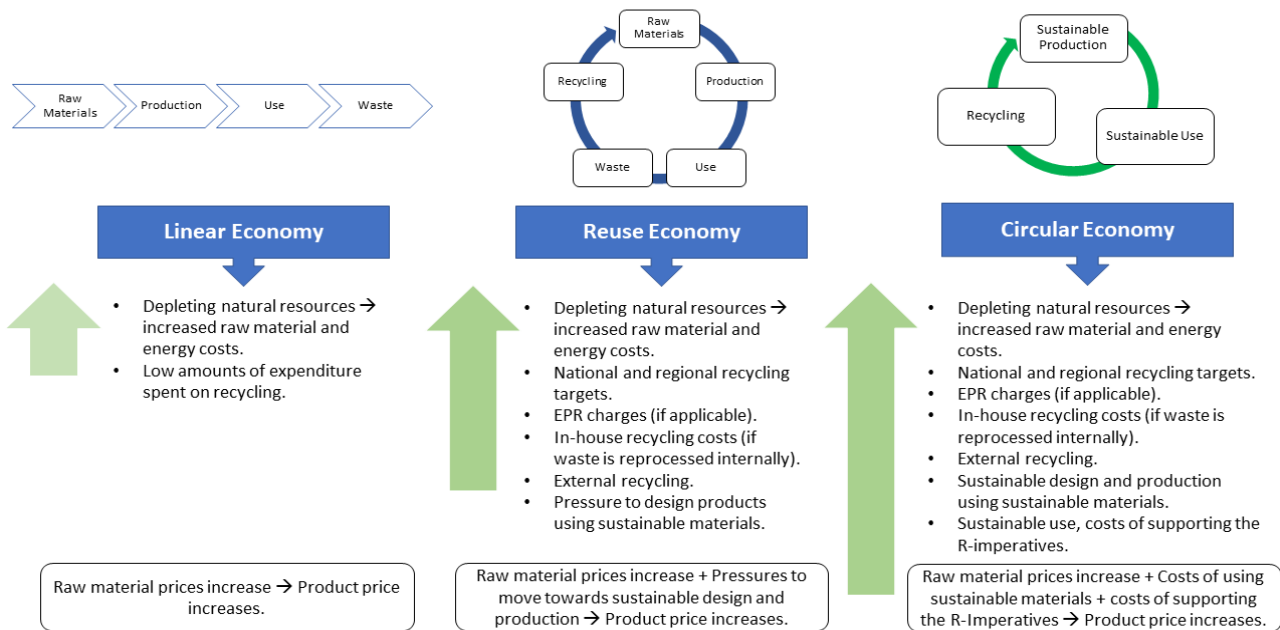 Raw
Materials
Production
Use
Waste
Raw
Materials
Production
Use
Waste
Recycling
Sustainable
Production
Sustainable Use
Recycling
Linear Economy
• Depleting natural resources →
increased raw material and
energy costs.
• Low amounts of expenditure
spent on recycling.
Raw material prices increase → Product price
increases.
Reuse Economy
• Depleting natural resources →
increased raw material and
energy costs.
• National and regional recycling
targets.
• EPR charges (if applicable).
• In-house recycling costs (if
waste is reprocessed internally).
• External recycling.
• Pressure to design products
using sustainable materials.
Raw material prices increase + Pressures to
move towards sustainable design and
production → Product price increases.
Circular Economy
• Depleting natural resources →
increased raw material and energy
costs.
• National and regional recycling targets.
• EPR charges (if applicable).
• In-house recycling costs (if waste is
reprocessed internally).
• External recycling.
• Sustainable design and production
using sustainable materials.
• Sustainable use, costs of supporting the
R-imperatives.
Raw material prices increase + Costs of using
sustainable materials + costs of supporting
the R-Imperatives → Product price increases.